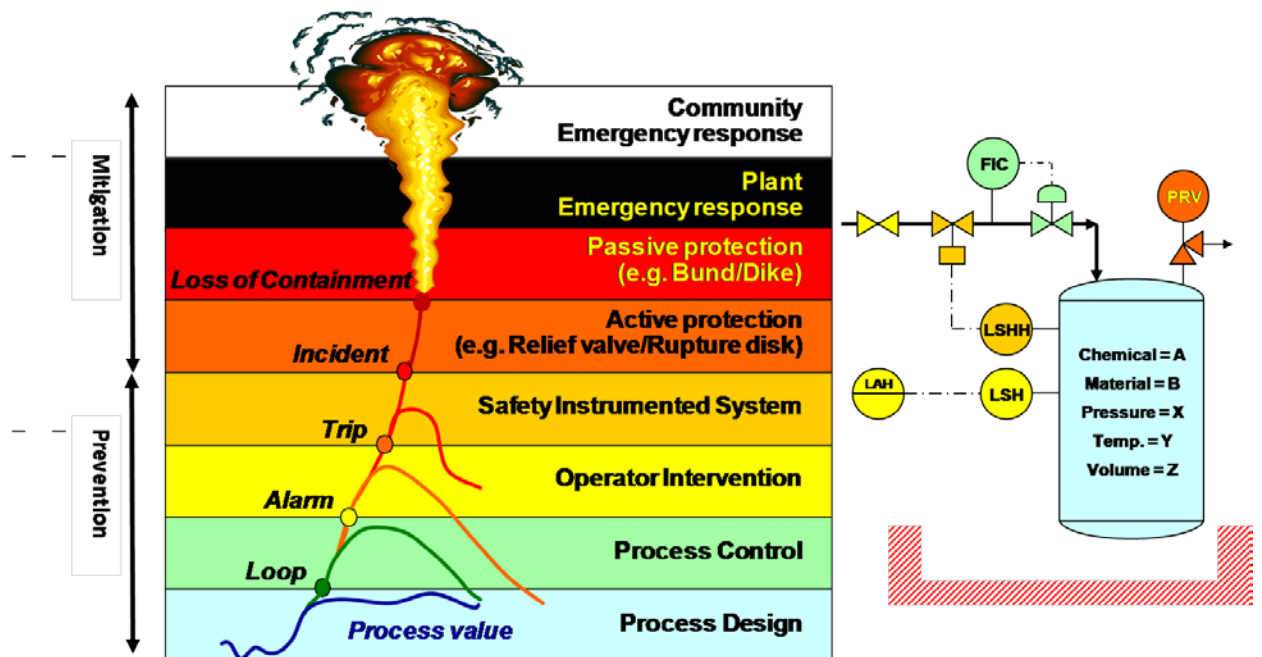 Mitigation
Prevention
Community
Emergency response
Plant
Emergency response
Passive protection
(e.g. Bund/Dike)
Loss of Containment
Active protection
(e.g. Relief valve/Rupture disk)
Incident
Safety Instrumented System
Trip
Operator Intervention
Alarm
Process Control
Loop
Process value
Process Design
FIC
PRV
LSHH
LAH
LSH
Chemical = A
Material = B
Pressure = X
Temp. = Y
Volume = Z